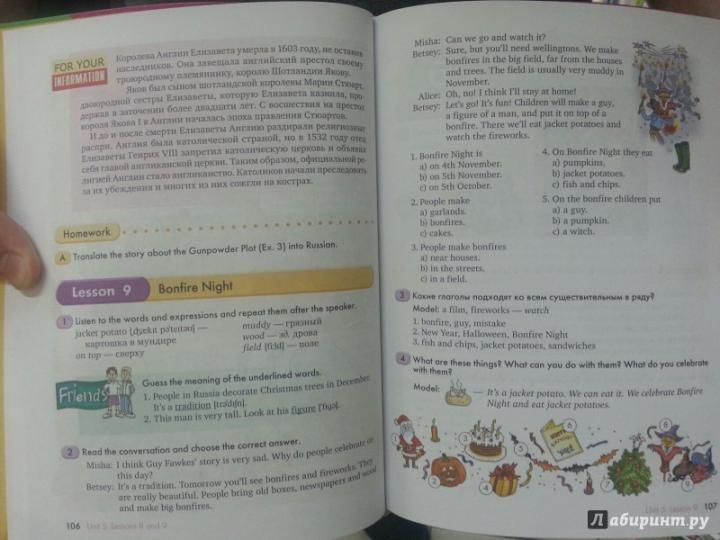 FOR YOUR
INFORMATION
Королева Англии Елизавета умерла в 1603 году, не оставив
наследников. Она завещала английский престол своему
троюродному племяннику, королю Шотландии Якову.
Яков был сыном шотландской королевы Марии Стюарт,
двоюродной сестры Елизаветы, которую Елизавета казнила, про-
держав в заточении более двадцати лет. С восшествия на престол
короля Якова I в Англии началась эпоха правления Стюартов.
И до и после смерти Елизаветы Англию раздирали религиозные
распри. Англия была католической страной, но в 1532 году отец
Елизаветы Генрих VIII запретил католическую церковь и объявил
себя главой англиканской церкви. Таким образом, официальной ре-
лигией Англии стало англиканство. Католиков начали преследовать
за их убеждения и многих из них сожгли на кострах.
Homework
A Translate the story about the Gunpowder Plot (Ex. 3) into Russian.
Lesson 9 Bonfire Night
1 Listen to the words and expressions and repeat them after the speaker.
jacket potato [ˌdʒækɪt pəˈteɪtəʊ] —
картошка в мундире
on top — сверху
muddy — грязный
wood — зд. дрова
field [fiːld] — поле
Friends
Guess the meaning of the underlined words.
1. People in Russia decorate Christmas trees in December.
It's a tradition [trəˈdɪʃn].
2. This man is very tall. Look at his figure [ˈfɪgə].
2 Read the conversation and choose the correct answer.
Misha: I think Guy Fawkes' story is very sad. Why do people celebrate on
this day?
Betsey: It's a tradition. Tomorrow you'll see bonfires and fireworks. They
are really beautiful. People bring old boxes, newspapers and wood
and make big bonfires.
106 Unit 5 Lessons 8 and 9
Misha: Can we go and watch it?
Betsey: Sure, but you'll need wellingtons. We make
bonfires in the big field, far from the houses
and trees. The field is usually very muddy in
November.
Alice: Oh, no! I think I'll stay at home!
Betsey: Let's go! It's fun! Children will make a guy,
a figure of a man, and put it on top of a
bonfire. There we'll eat jacket potatoes and
watch the fireworks.
1. Bonfire Night is
a) on 4th November.
b) on 5th November.
c) on 5th October.
2. People make
a) garlands.
b) bonfires.
c) cakes.
3. People make bonfires
a) near houses.
b) in the streets.
c) in a field.
4. On Bonfire Night they eat
a) pumpkins.
b) jacket potatoes.
c) fish and chips.
5. On the bonfire children put
a) a guy.
b) a pumpkin.
c) a witch.
3 Какие глаголы подходят ко всем существительным в ряду?
Model: a film, fireworks — watch
1. bonfire, guy, mistake
2. New Year, Halloween, Bonfire Night
3. fish and chips, jacket potatoes, sandwiches
4 What are these things? What can you do with them? What do you celebrate
with them?
Model: — It's a jacket potato. We can eat it. We celebrate Bonfire
Night and eat jacket potatoes.
1
2
3
4
5
6
7
8
9
Unit 5 Lesson 9 107
Лабиринт.ру